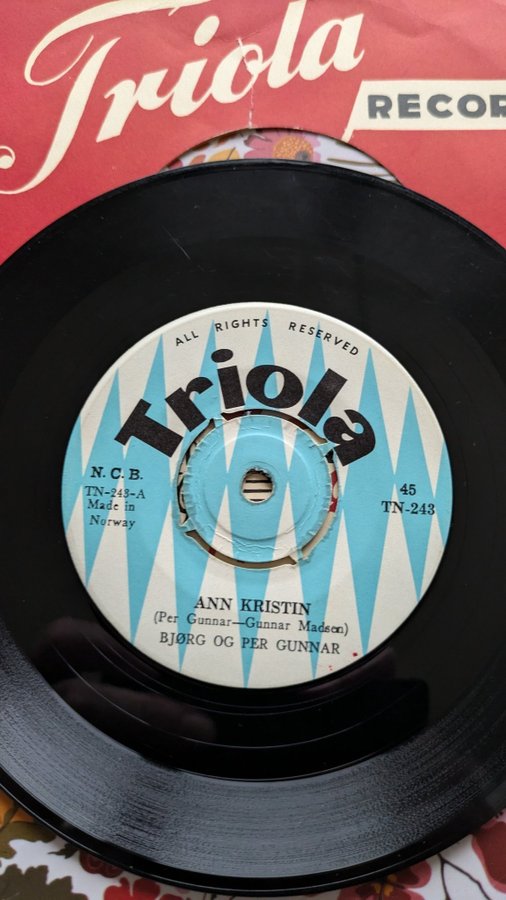 Triola
RECOR
ALL RIGHTS RESERVED
Triola
N. C. B.
TN-243-A
Made in
Norway
45
TN-243
ANN KRISTIN
(Per Gunnar—Gunnar Madsen)
BJØRG OG PER GUNNAR